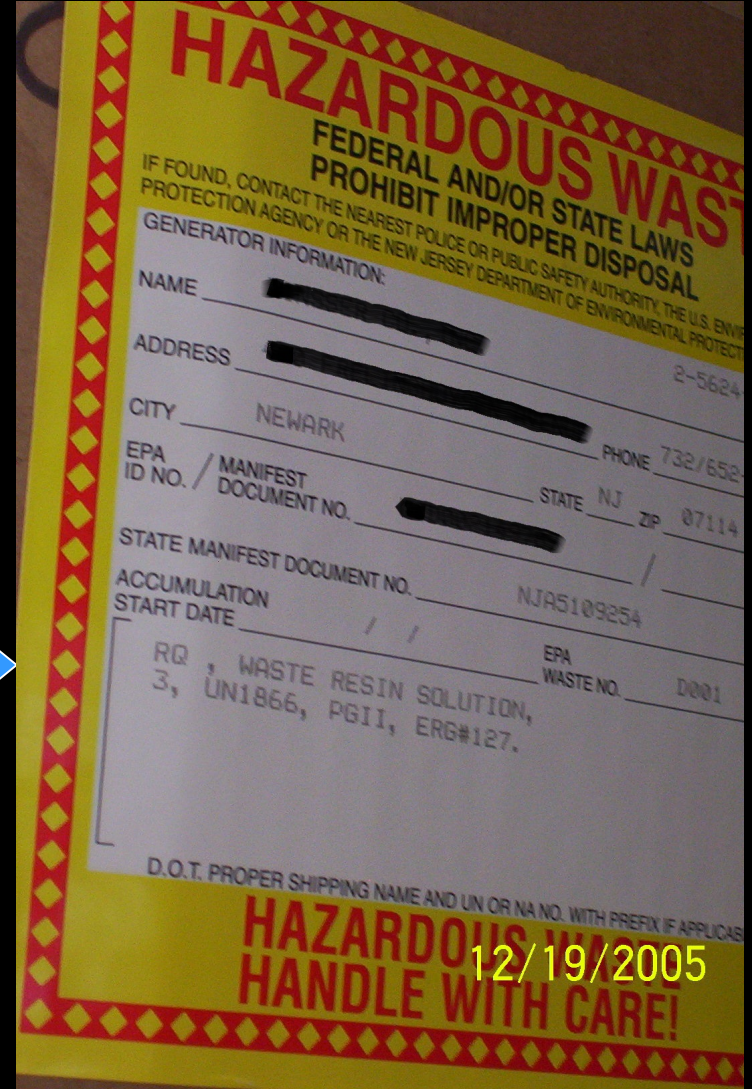 HAZARDOUS WAST
FEDERAL AND/OR STATE LAWS
PROHIBIT IMPROPER DISPOSAL
IF FOUND, CONTACT THE NEAREST POLICE OR PUBLIC SAFETY AUTHORITY, THE U.S. ENVIR
PROTECTION AGENCY OR THE NEW JERSEY DEPARTMENT OF ENVIRONMENTAL PROTECT
GENERATOR INFORMATION:
2-5624
NAME
ADDRESS
PHONE 732/652-
CITY NEWARK
STATE NJ ZIP 07114
EPA
ID NO. / MANIFEST
DOCUMENT NO. /
STATE MANIFEST DOCUMENT NO. NJA5109254
ACCUMULATION
START DATE / /
EPA
WASTE NO. D001
RQ , WASTE RESIN SOLUTION,
3, UN1866, PGII, ERG#127.
D.O.T. PROPER SHIPPING NAME AND UN OR NA NO. WITH PREFIX IF APPLICAB
HAZARDOUS WASTE
HANDLE WITH CARE!
12/19/2005